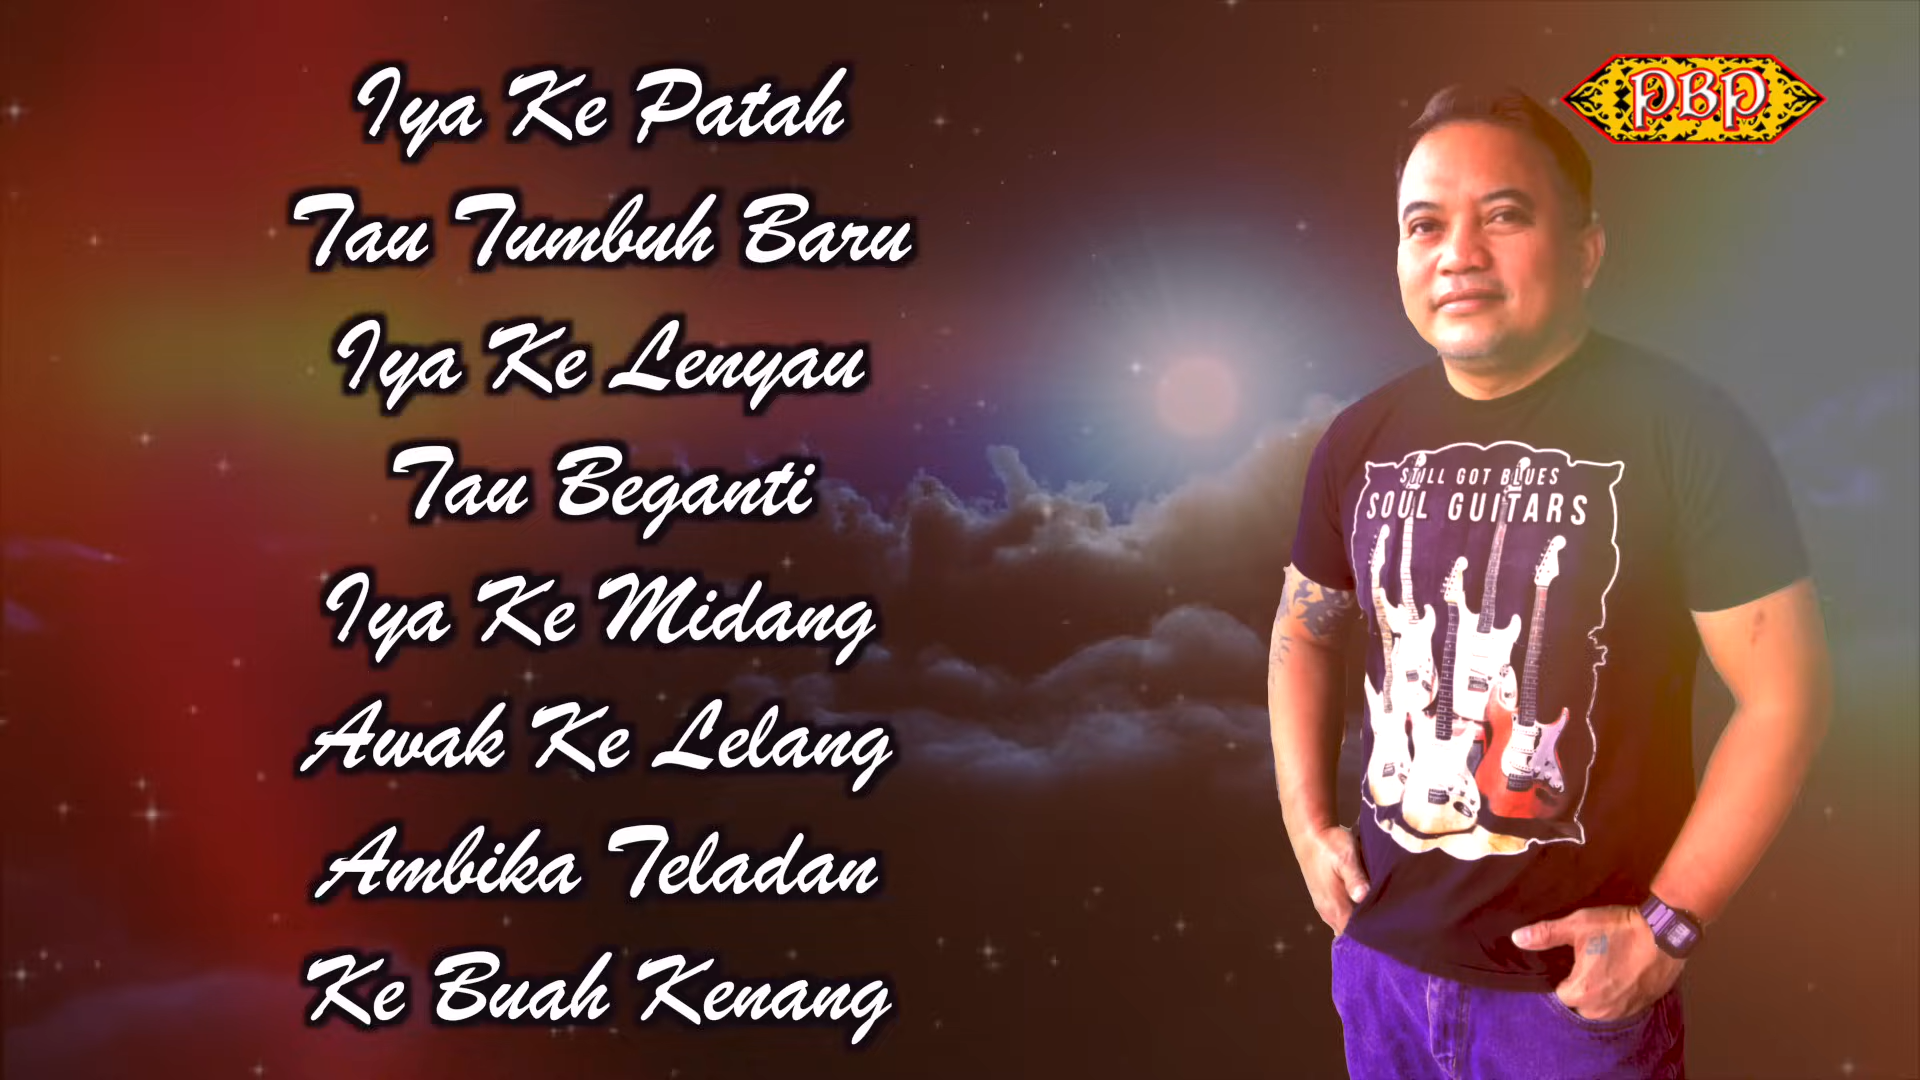 Iya Ke Patah
Tau Tumbuh Baru
Iya Ke Lenyau
Tau Beganti
Iya Ke Midang
Awak Ke Lelang
Ambika Teladan
Ke Buah Kenang
PBP
STILL GOT BLUES
SOUL GUITARS